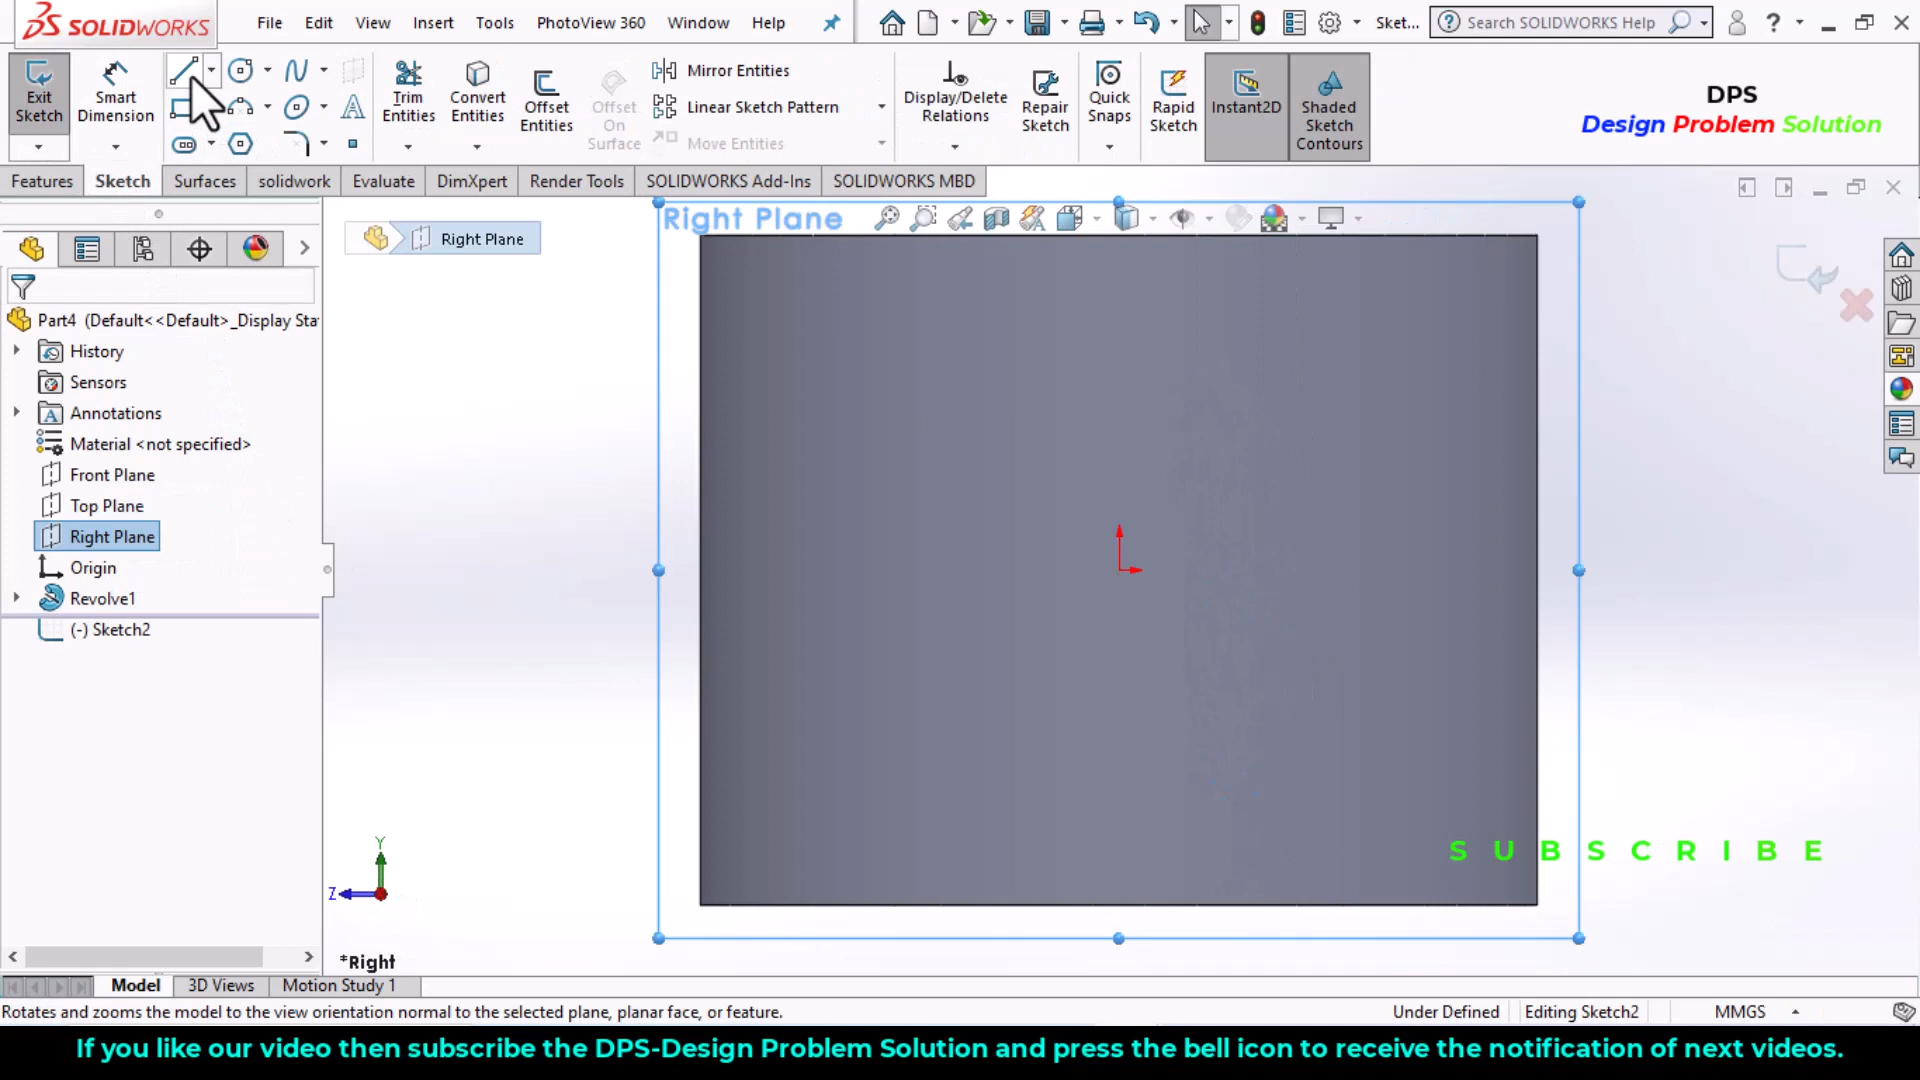 SOLIDWORKS
File Edit View Insert Tools PhotoView 360 Window Help
Sket...
Search SOLIDWORKS Help
Exit Sketch
Smart Dimension
Trim Entities
Convert Entities
Offset Entities
Offset On Surface
Mirror Entities
Linear Sketch Pattern
Move Entities
Display/Delete Relations
Repair Sketch
Quick Snaps
Rapid Sketch
Instant2D
Shaded Sketch Contours
DPS
Design Problem Solution
Features Sketch Surfaces solidwork Evaluate DimXpert Render Tools SOLIDWORKS Add-Ins SOLIDWORKS MBD
Right Plane
Right Plane
Part4 (Default<<Default>_Display Sta
History
Sensors
Annotations
Material <not specified>
Front Plane
Top Plane
Right Plane
Origin
Revolve1
(-) Sketch2
SUBSCRIBE
Y
Z
*Right
Model 3D Views Motion Study 1
Rotates and zooms the model to the view orientation normal to the selected plane, planar face, or feature.
Under Defined Editing Sketch2 MMGS
If you like our video then subscribe the DPS-Design Problem Solution and press the bell icon to receive the notification of next videos.